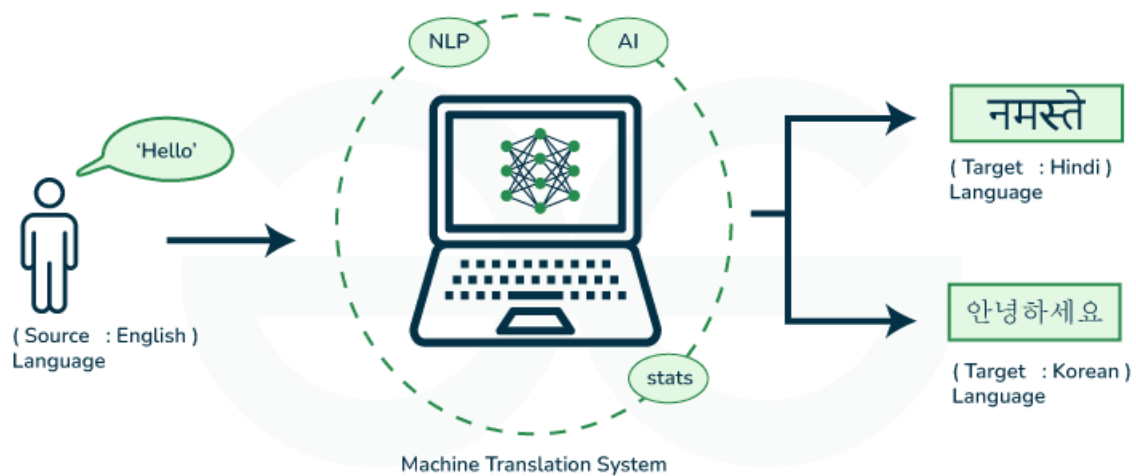 NLP
AI
'Hello'
( Source : English )
Language
stats
Machine Translation System
नमस्ते
( Target : Hindi )
Language
안녕하세요
( Target : Korean )
Language